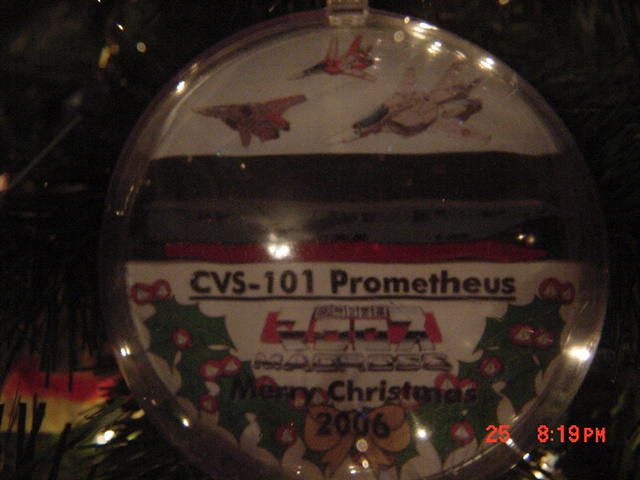 CVS-101 Prometheus
MACROSS
Merry Christmas
2006
25 8:19PM